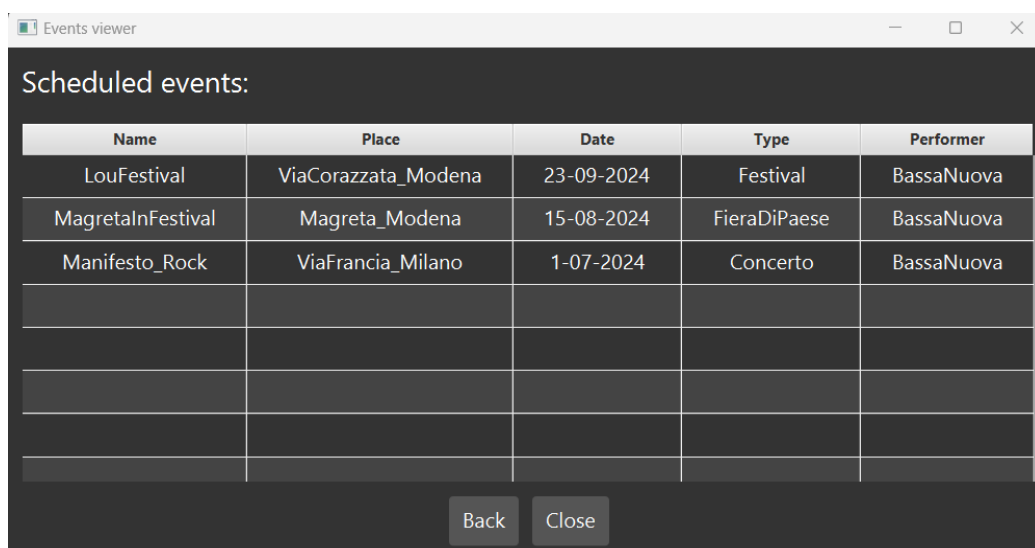 Events viewer
Scheduled events:
Name Place Date Type Performer
LouFestival ViaCorazzata_Modena 23-09-2024 Festival BassaNuova
MagretaInFestival Magreta_Modena 15-08-2024 FieraDiPaese BassaNuova
Manifesto_Rock ViaFrancia_Milano 1-07-2024 Concerto BassaNuova
Back Close